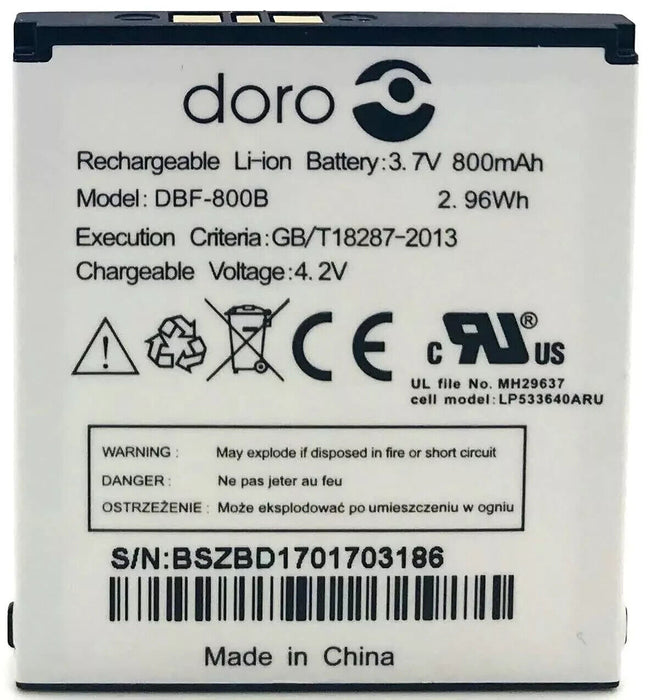 doro
Rechargeable Li-ion Battery:3.7V 800mAh
Model: DBF-800B 2.96Wh
Execution Criteria:GB/T18287-2013
Chargeable Voltage:4.2V
CE c RU® US
UL file No. MH29637
cell model:LP533640ARU
WARNING : May explode if disposed in fire or short circuit
DANGER : Ne pas jeter au feu
OSTRZEŻENIE : Może eksplodować po umieszczeniu w ogniu
S/N:BSZBD1701703186
Made in China